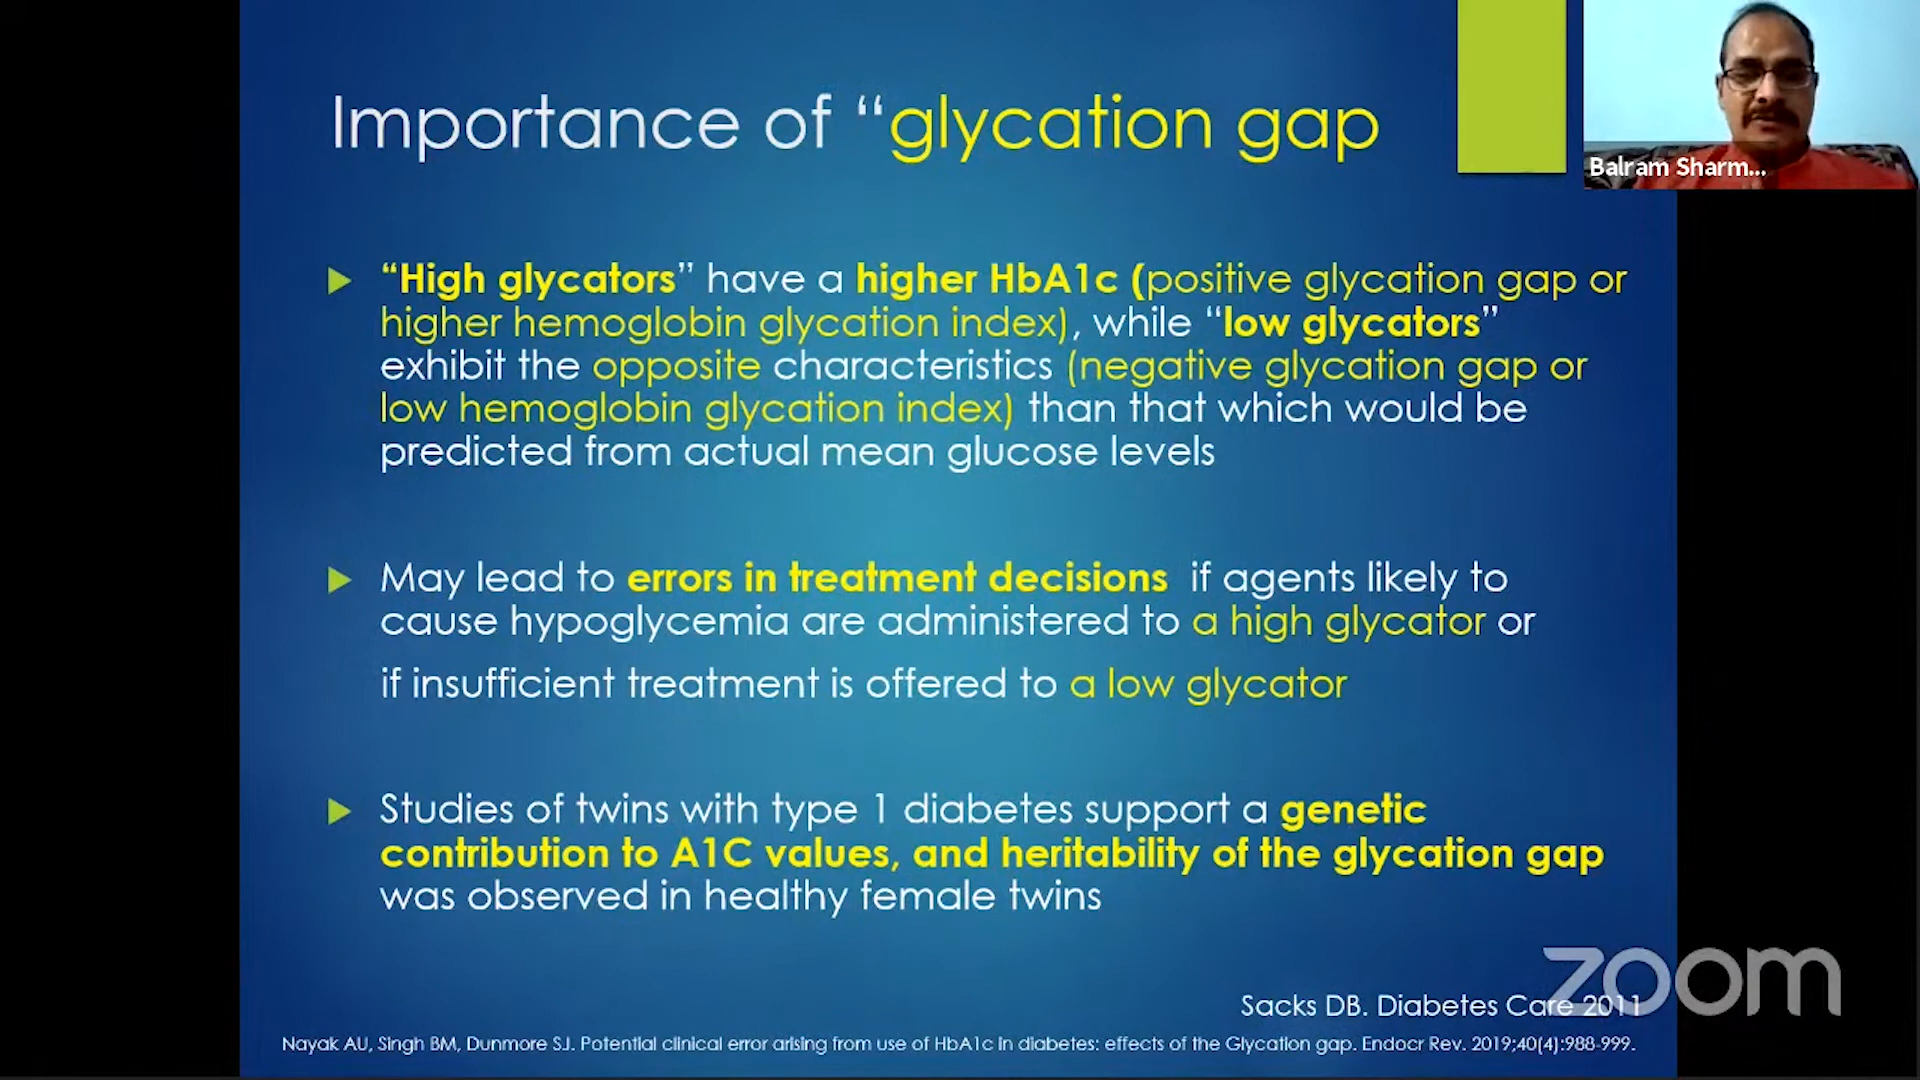 Importance of “glycation gap
Balram Sharm...
“High glycators” have a higher HbA1c (positive glycation gap or
higher hemoglobin glycation index), while “low glycators”
exhibit the opposite characteristics (negative glycation gap or
low hemoglobin glycation index) than that which would be
predicted from actual mean glucose levels
May lead to errors in treatment decisions if agents likely to
cause hypoglycemia are administered to a high glycator or
if insufficient treatment is offered to a low glycator
Studies of twins with type 1 diabetes support a genetic
contribution to A1C values, and heritability of the glycation gap
was observed in healthy female twins
zoom
Sacks DB. Diabetes Care 2011
Nayak AU, Singh BM, Dunmore SJ. Potential clinical error arising from use of HbA1c in diabetes: effects of the Glycation gap. Endocr Rev. 2019;40(4):988-999.